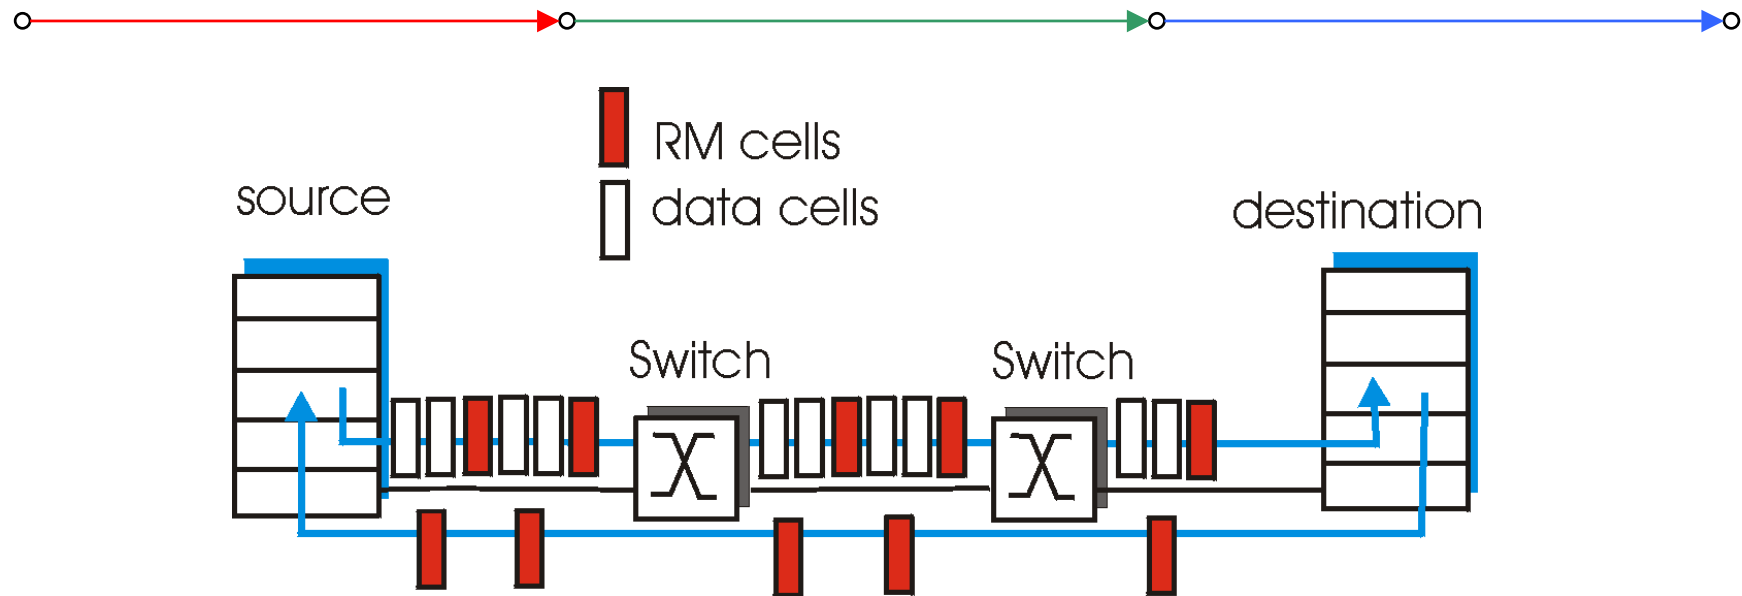 RM cells
source
data cells
destination
Switch
Switch